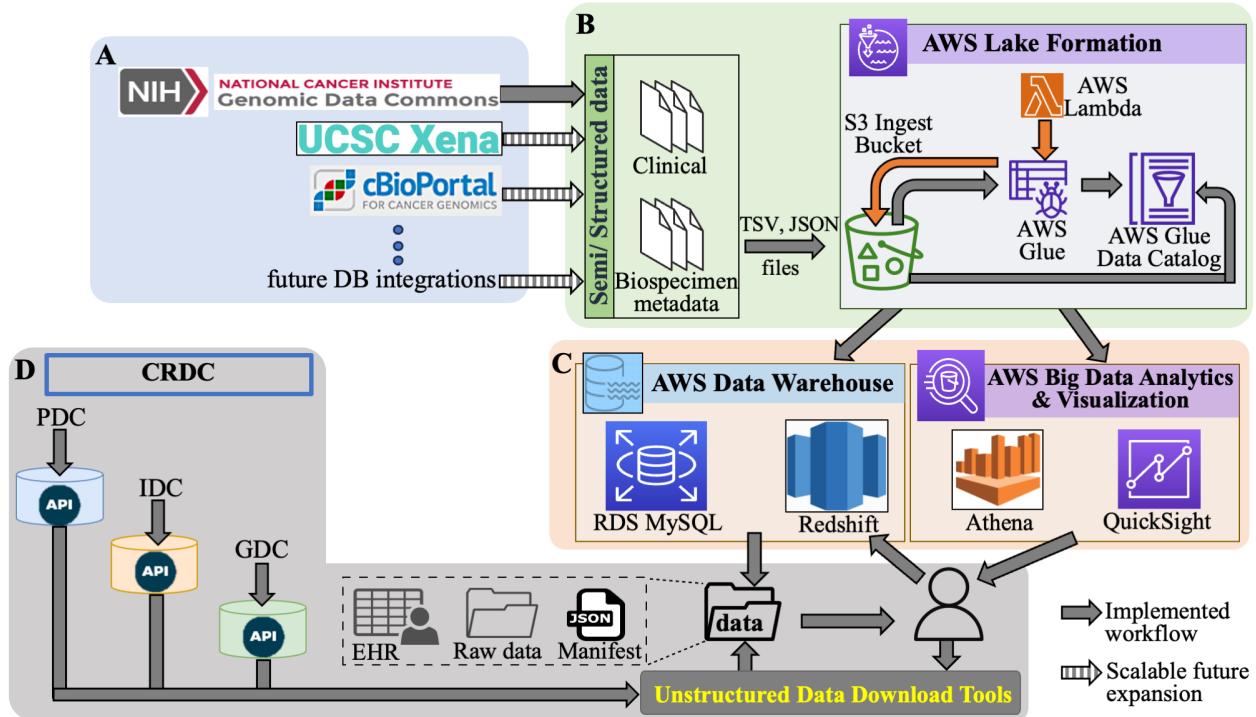 A
NIH
NATIONAL CANCER INSTITUTE
Genomic Data Commons
UCSC Xena
cBioPortal
FOR CANCER GENOMICS
future DB integrations
B
Semi/ Structured data
Clinical
Biospecimen
metadata
TSV, JSON
files
AWS Lake Formation
AWS
Lambda
S3 Ingest
Bucket
AWS
Glue
AWS Glue
Data Catalog
C
AWS Data Warehouse
RDS MySQL
Redshift
AWS Big Data Analytics
& Visualization
Athena
QuickSight
D
CRDC
PDC
API
IDC
API
GDC
API
EHR
Raw data
JSON
Manifest
data
Unstructured Data Download Tools
Implemented
workflow
Scalable future
expansion